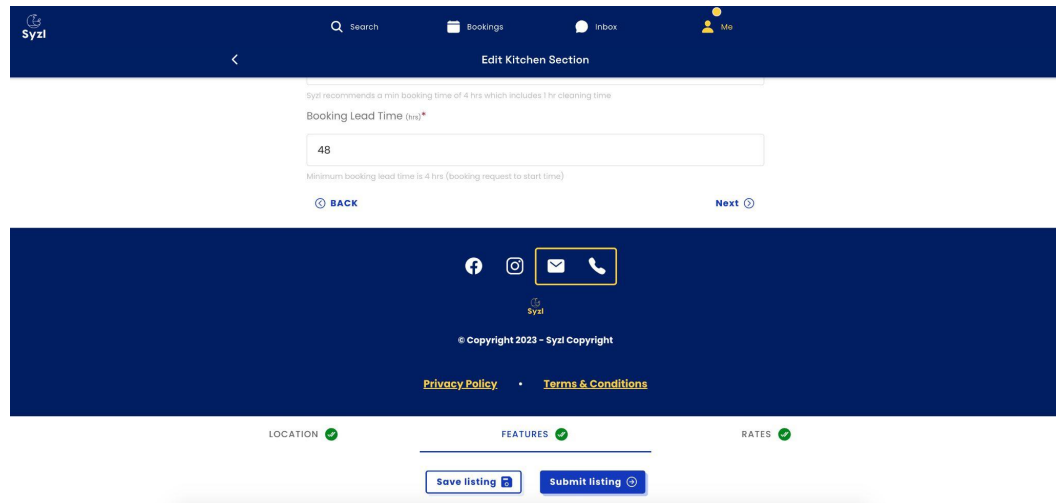 Syzl
Search
Bookings
Inbox
Me
Edit Kitchen Section
Syzl recommends a min booking time of 4 hrs which includes 1 hr cleaning time
Booking Lead Time (hrs)*
48
Minimum booking lead time is 4 hrs (booking request to start time)
BACK
Next
Syzl
© Copyright 2023 - Syzl Copyright
Privacy Policy • Terms & Conditions
LOCATION
FEATURES
RATES
Save listing
Submit listing